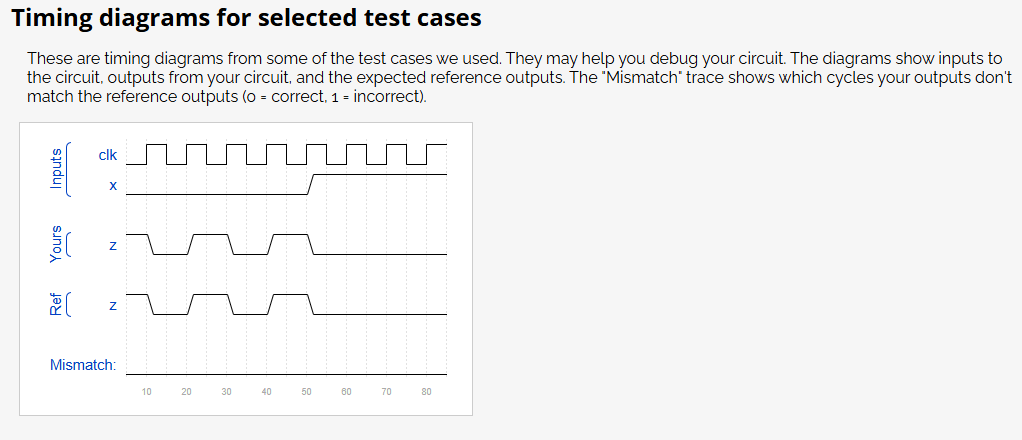 Timing diagrams for selected test cases
These are timing diagrams from some of the test cases we used. They may help you debug your circuit. The diagrams show inputs to
the circuit, outputs from your circuit, and the expected reference outputs. The "Mismatch" trace shows which cycles your outputs don't
match the reference outputs (0 = correct, 1 = incorrect).
Inputs
clk
x
Yours
z
Ref
z
Mismatch:
10 20 30 40 50 60 70 80